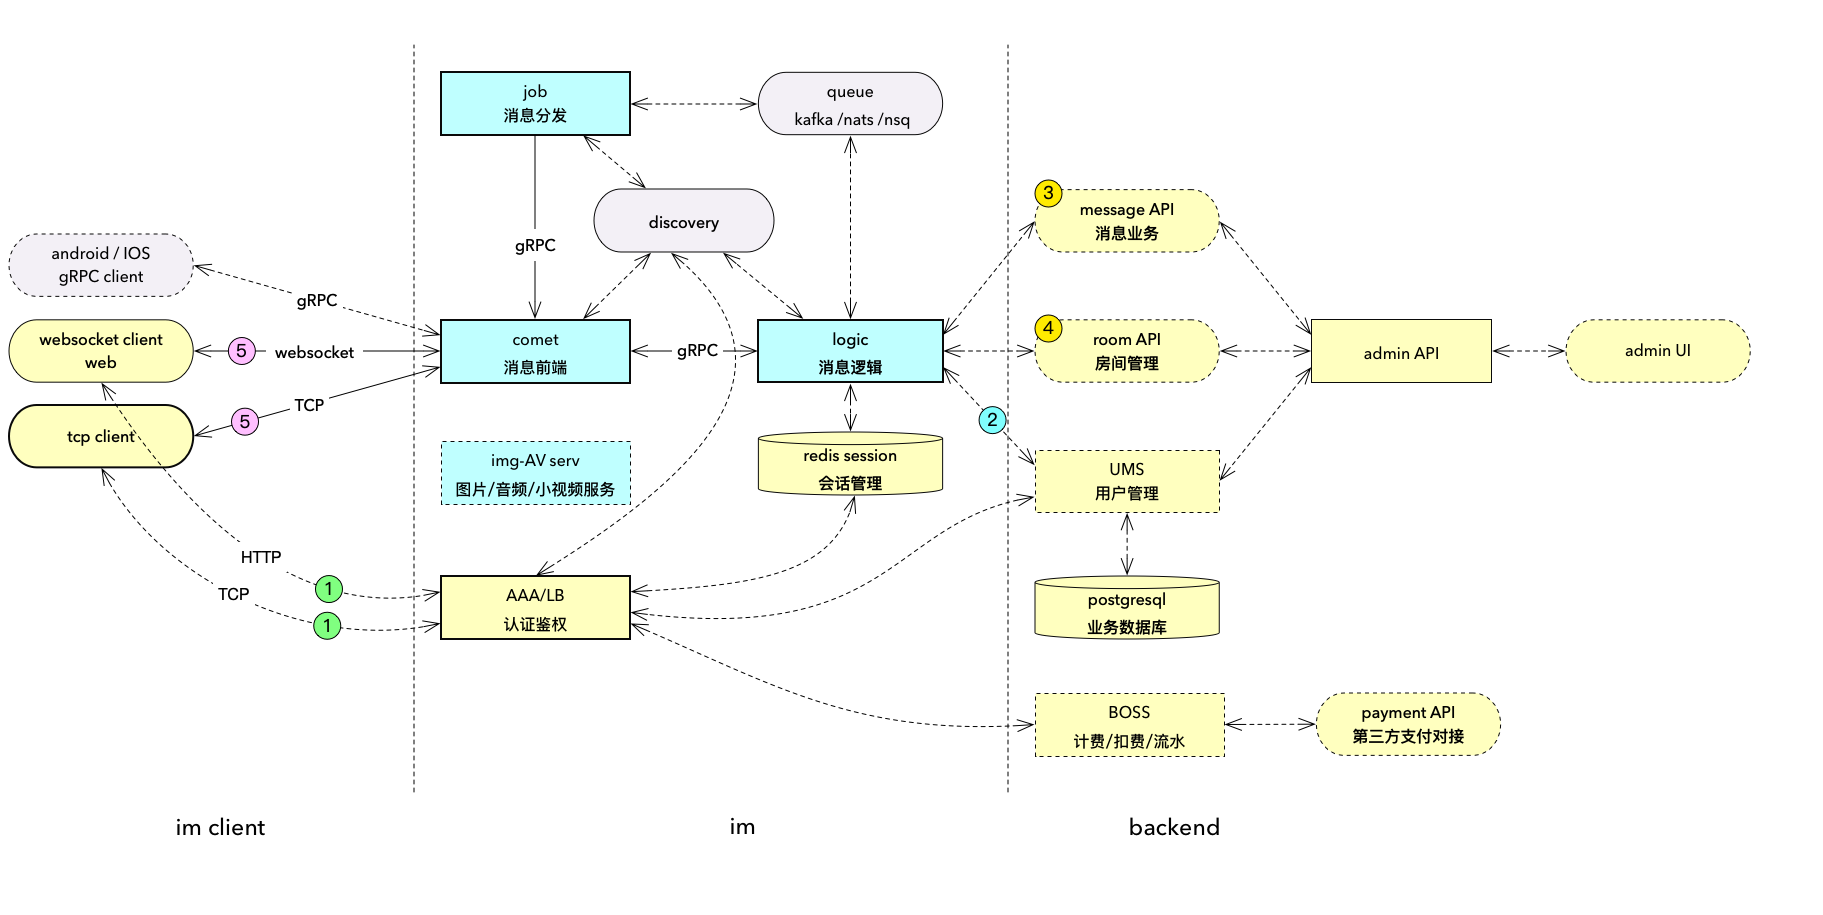 job
消息分发
queue
kafka /nats /nsq
discovery
gRPC
android / IOS
gRPC client
gRPC
websocket client
web
5
websocket
comet
消息前端
gRPC
logic
消息逻辑
tcp client
5
TCP
img-AV serv
图片/音频/小视频服务
redis session
会话管理
HTTP
1
TCP
1
AAA/LB
认证鉴权
3
message API
消息业务
4
room API
房间管理
admin API
admin UI
2
UMS
用户管理
postgresql
业务数据库
BOSS
计费/扣费/流水
payment API
第三方支付对接
im client
im
backend